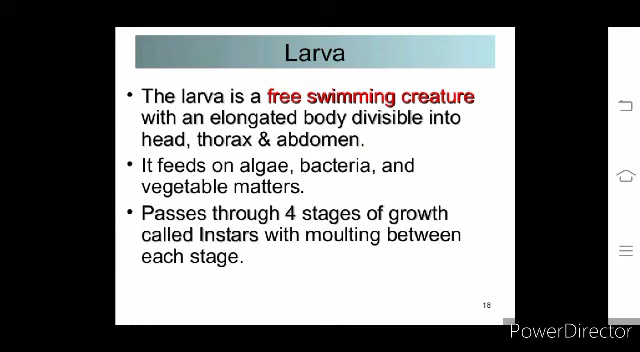 Larva
• The larva is a free swimming creature
with an elongated body divisible into
head, thorax & abdomen.
• It feeds on algae, bacteria, and
vegetable matters.
• Passes through 4 stages of growth
called Instars with moulting between
each stage.
18
PowerDirector